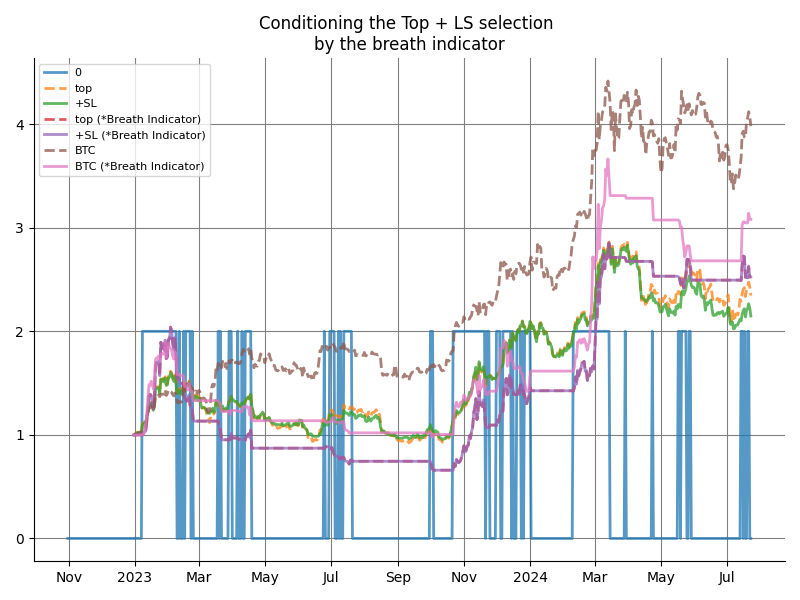 Conditioning the Top + LS selection
by the breath indicator
0
top
+SL
top (*Breath Indicator)
+SL (*Breath Indicator)
BTC
BTC (*Breath Indicator)
4
3
2
1
0
Nov
2023
Mar
May
Jul
Sep
Nov
2024
Mar
May
Jul